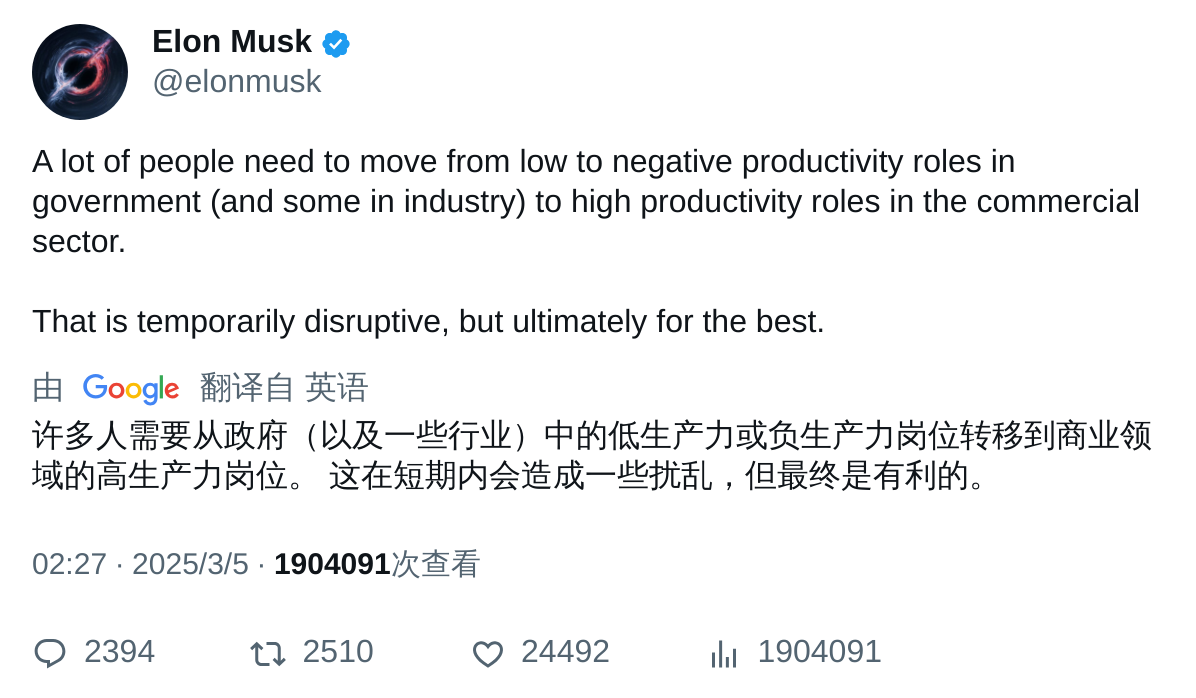 Elon Musk
@elonmusk
A lot of people need to move from low to negative productivity roles in
government (and some in industry) to high productivity roles in the commercial
sector.
That is temporarily disruptive, but ultimately for the best.
由 Google 翻译自 英语
许多人需要从政府（以及一些行业）中的低生产力或负生产力岗位转移到商业领
域的高生产力岗位。 这在短期内会造成一些扰乱，但最终是有利的。
02:27 · 2025/3/5 · 1904091次查看
2394 2510 24492 1904091